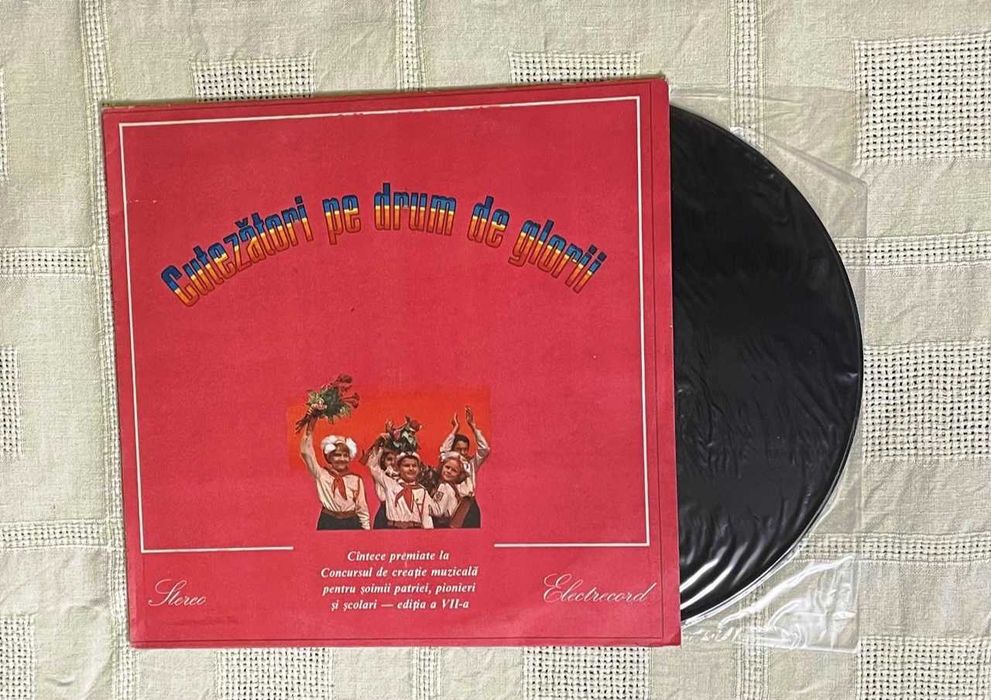 Cutezători pe drum de glorii
Cîntece premiate la
Concursul de creație muzicală
pentru șoimii patriei, pionieri
și școlari — ediția a VII-a
Stereo
Electrecord